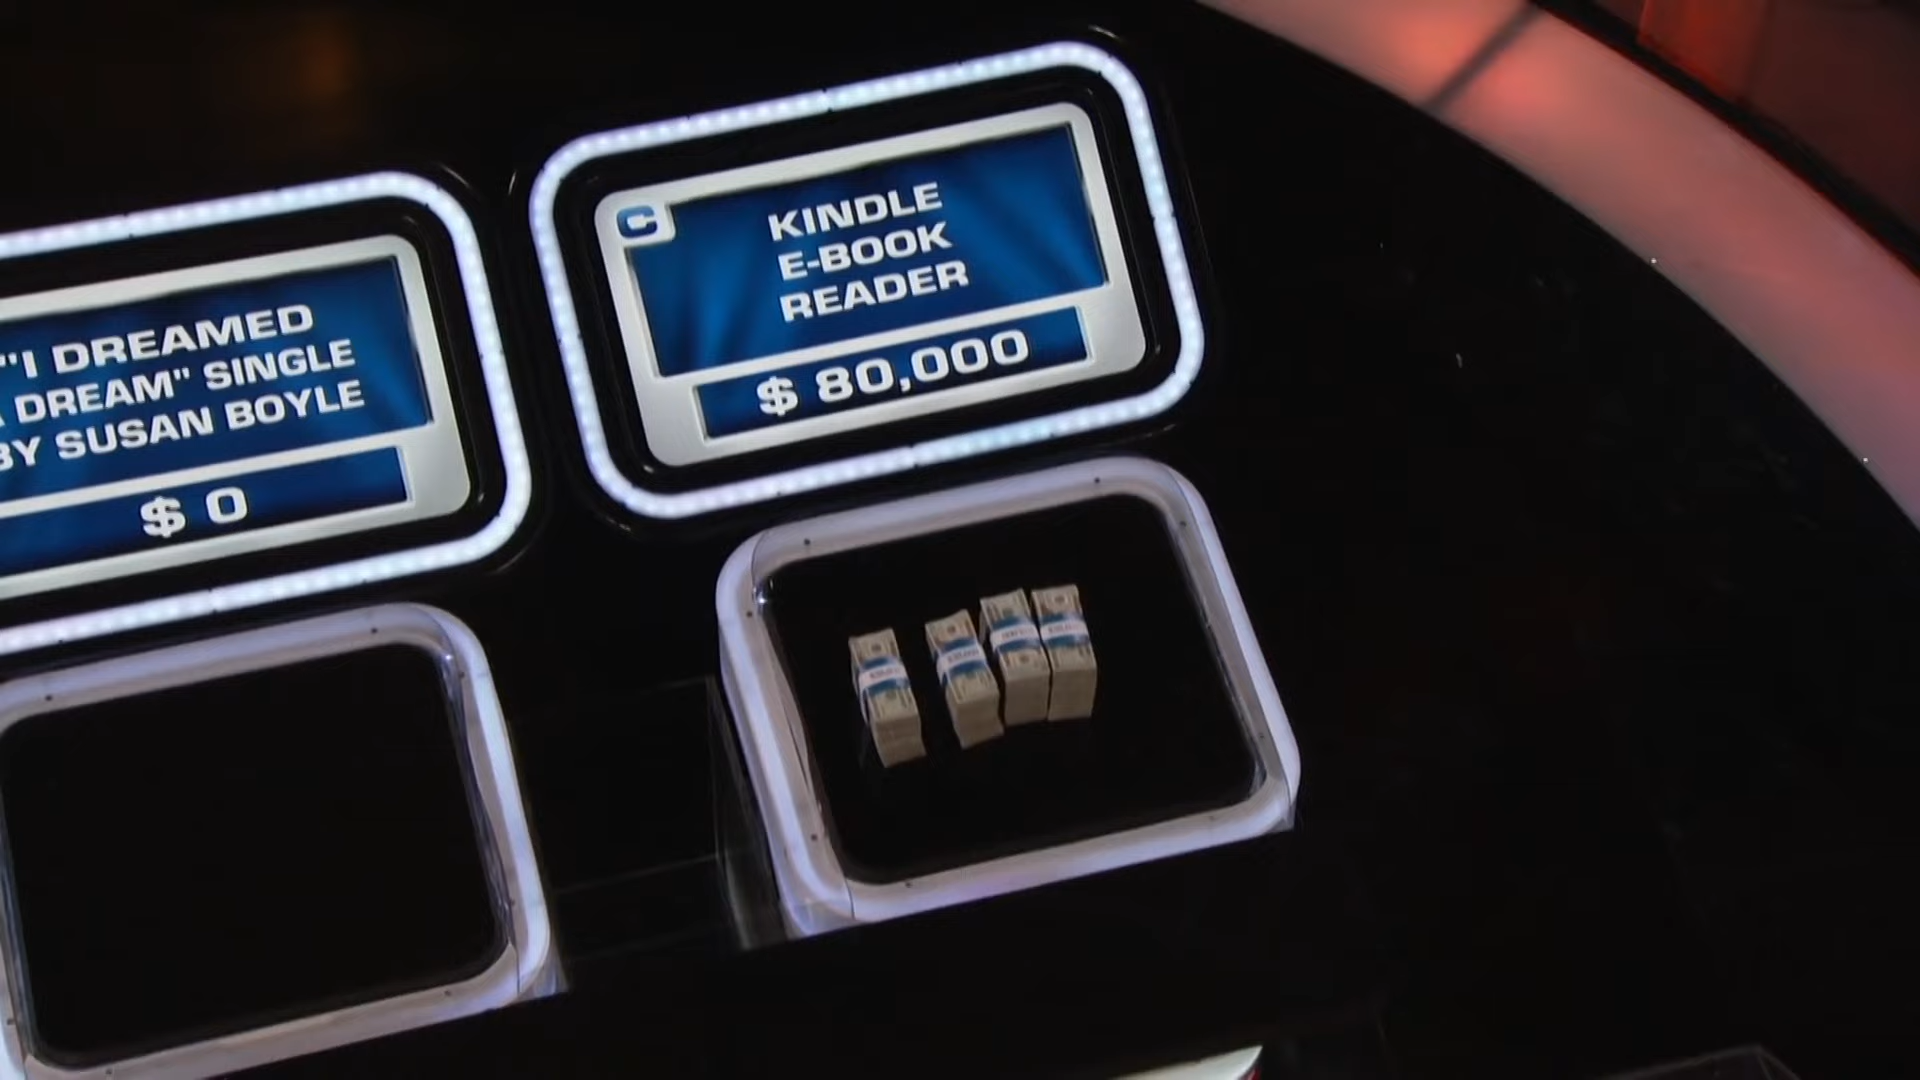 "I DREAMED
A DREAM" SINGLE
BY SUSAN BOYLE
$ 0
C
KINDLE
E-BOOK
READER
$ 80,000